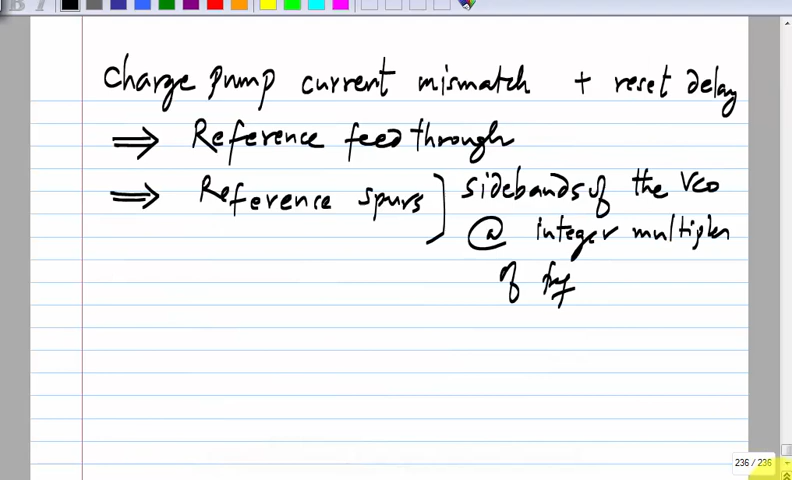 charge pump current mismatch + reset delay
⇒ Reference feedthrough
⇒ Reference spurs ] sidebands of the VCO
@ integer multiples
of fref
236 / 236